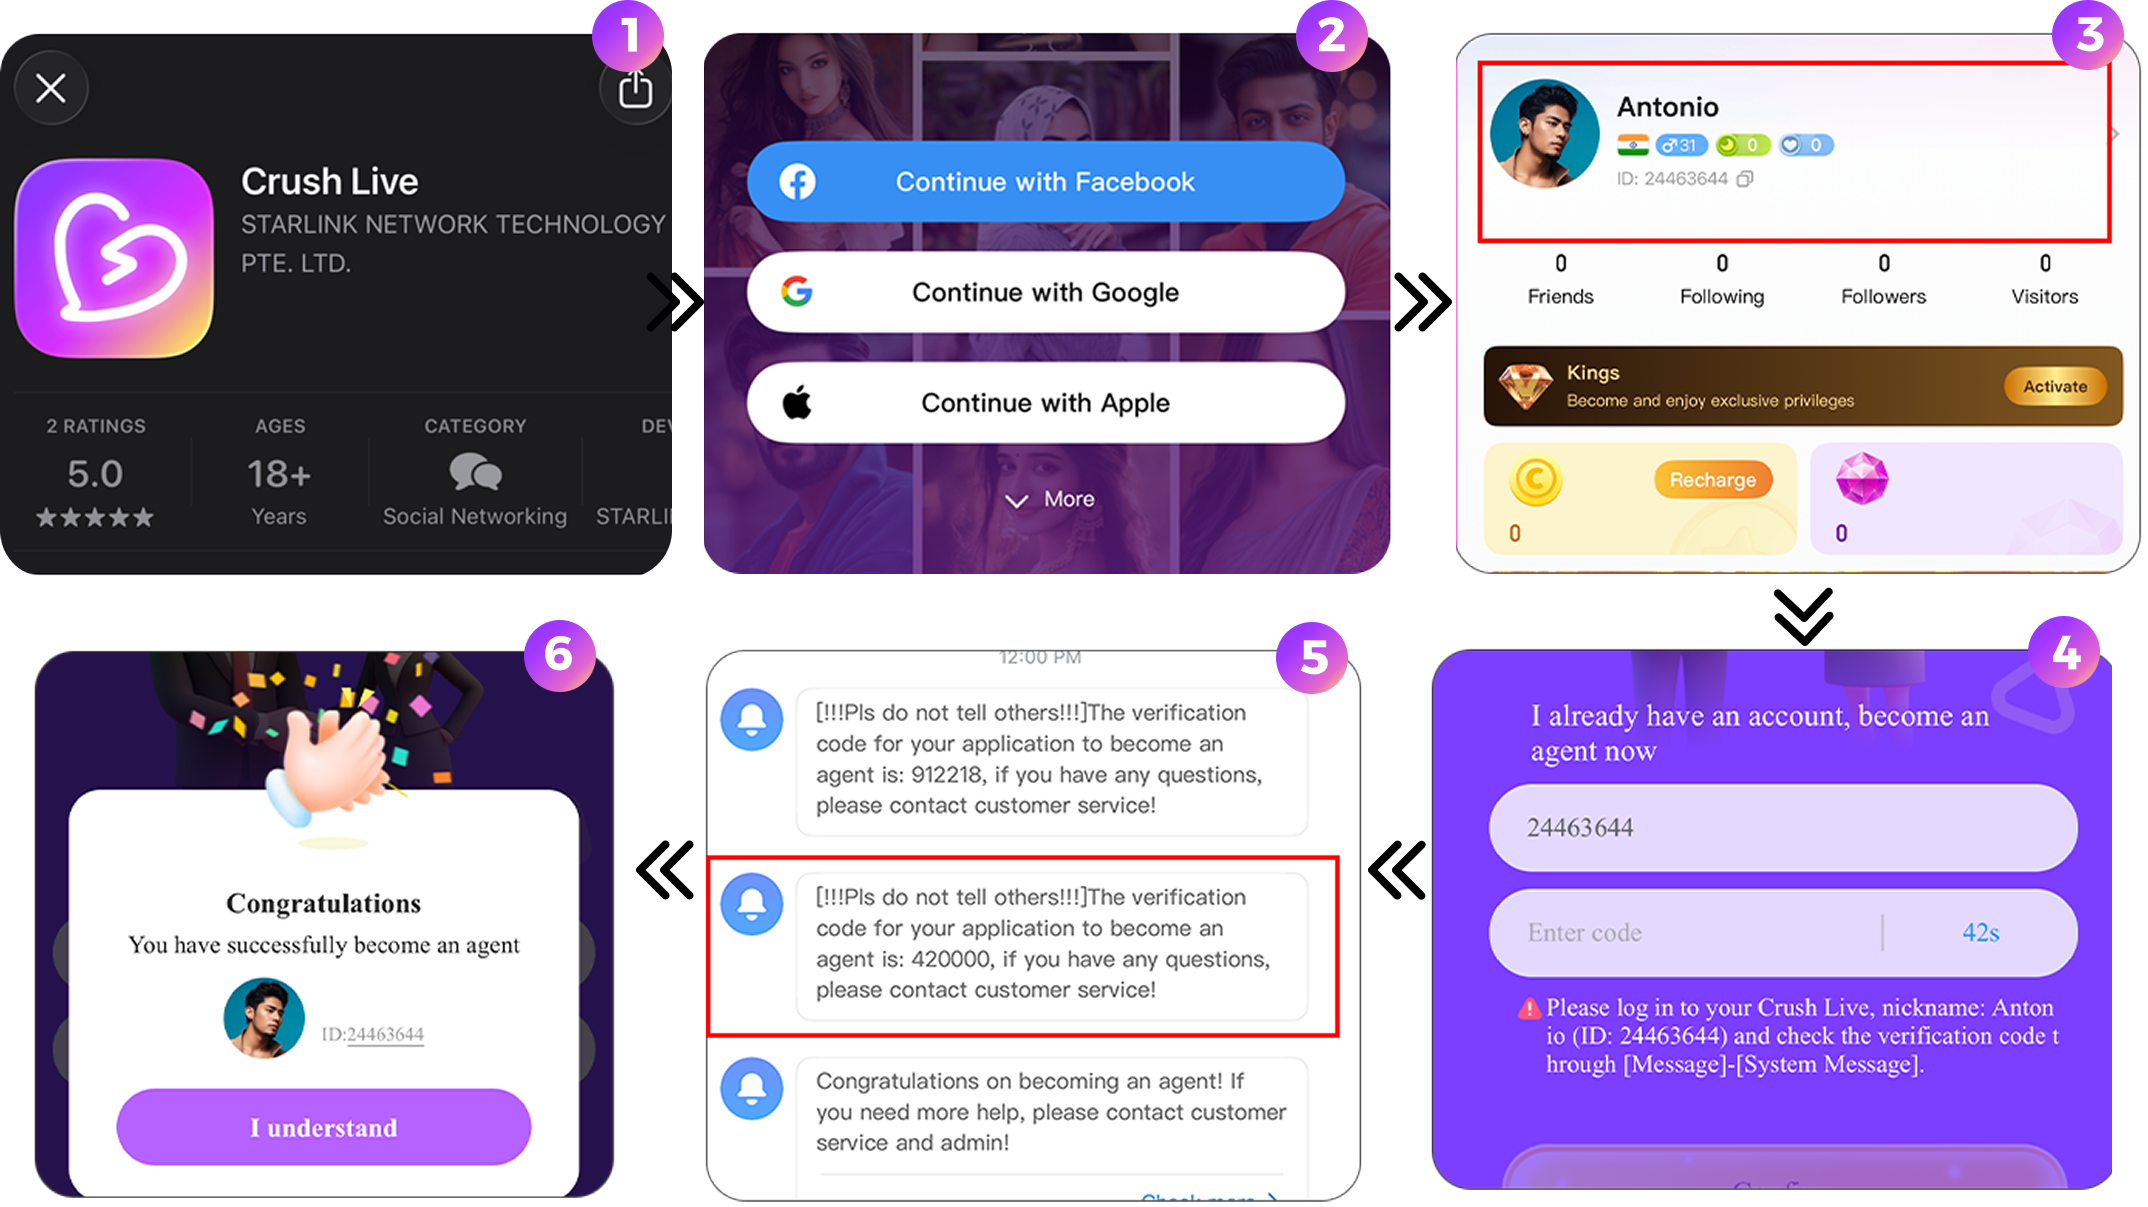 1
Crush Live
STARLINK NETWORK TECHNOLOGY
PTE. LTD.
2 RATINGS
5.0
AGES
18+
Years
CATEGORY
Social Networking
2
Continue with Facebook
Continue with Google
Continue with Apple
More
3
Antonio
31 0 0
ID: 24463644
0 0 0 0
Friends Following Followers Visitors
Kings
Become and enjoy exclusive privileges
Activate
Recharge
0 0
4
I already have an account, become an
agent now
24463644
Enter code 42s
Please log in to your Crush Live, nickname: Anton
io (ID: 24463644) and check the verification code t
hrough [Message]-[System Message].
5
12:00 PM
[!!!Pls do not tell others!!!]The verification
code for your application to become an
agent is: 912218, if you have any questions,
please contact customer service!
[!!!Pls do not tell others!!!]The verification
code for your application to become an
agent is: 420000, if you have any questions,
please contact customer service!
Congratulations on becoming an agent! If
you need more help, please contact customer
service and admin!
Check more
6
Congratulations
You have successfully become an agent
ID:24463644
I understand